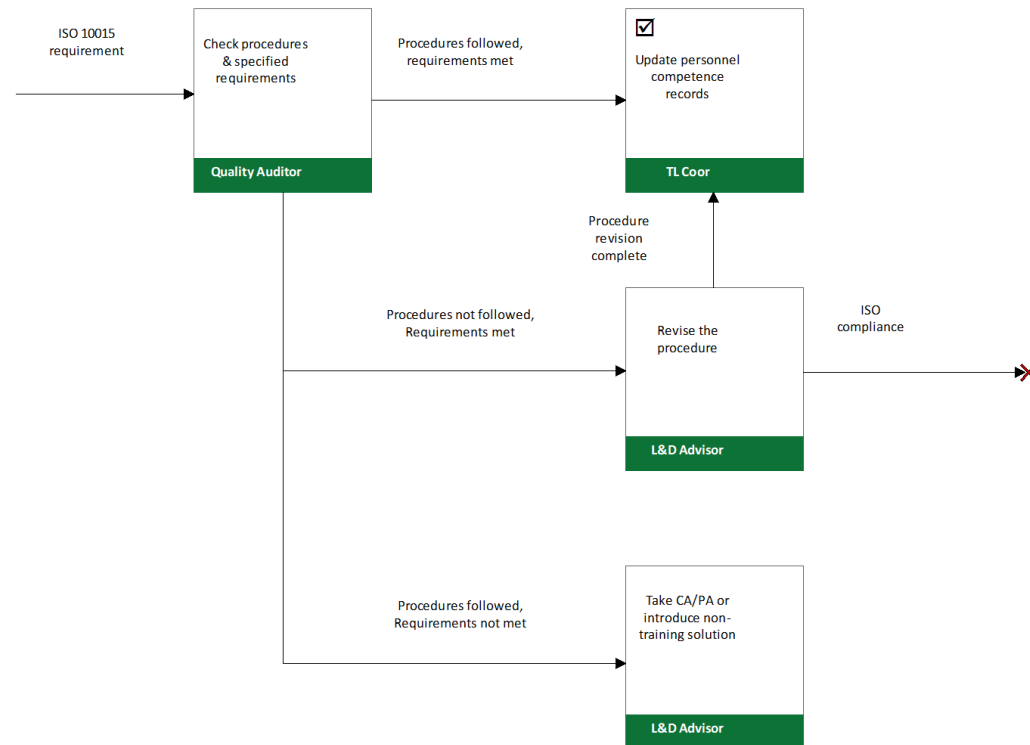 ISO 10015
requirement
Check procedures
& specified
requirements
Quality Auditor
Procedures followed,
requirements met
Update personnel
competence
records
TL Coor
Procedure
revision
complete
Procedures not followed,
Requirements met
Revise the
procedure
L&D Advisor
ISO
compliance
Procedures followed,
Requirements not met
Take CA/PA or
introduce non-
training solution
L&D Advisor